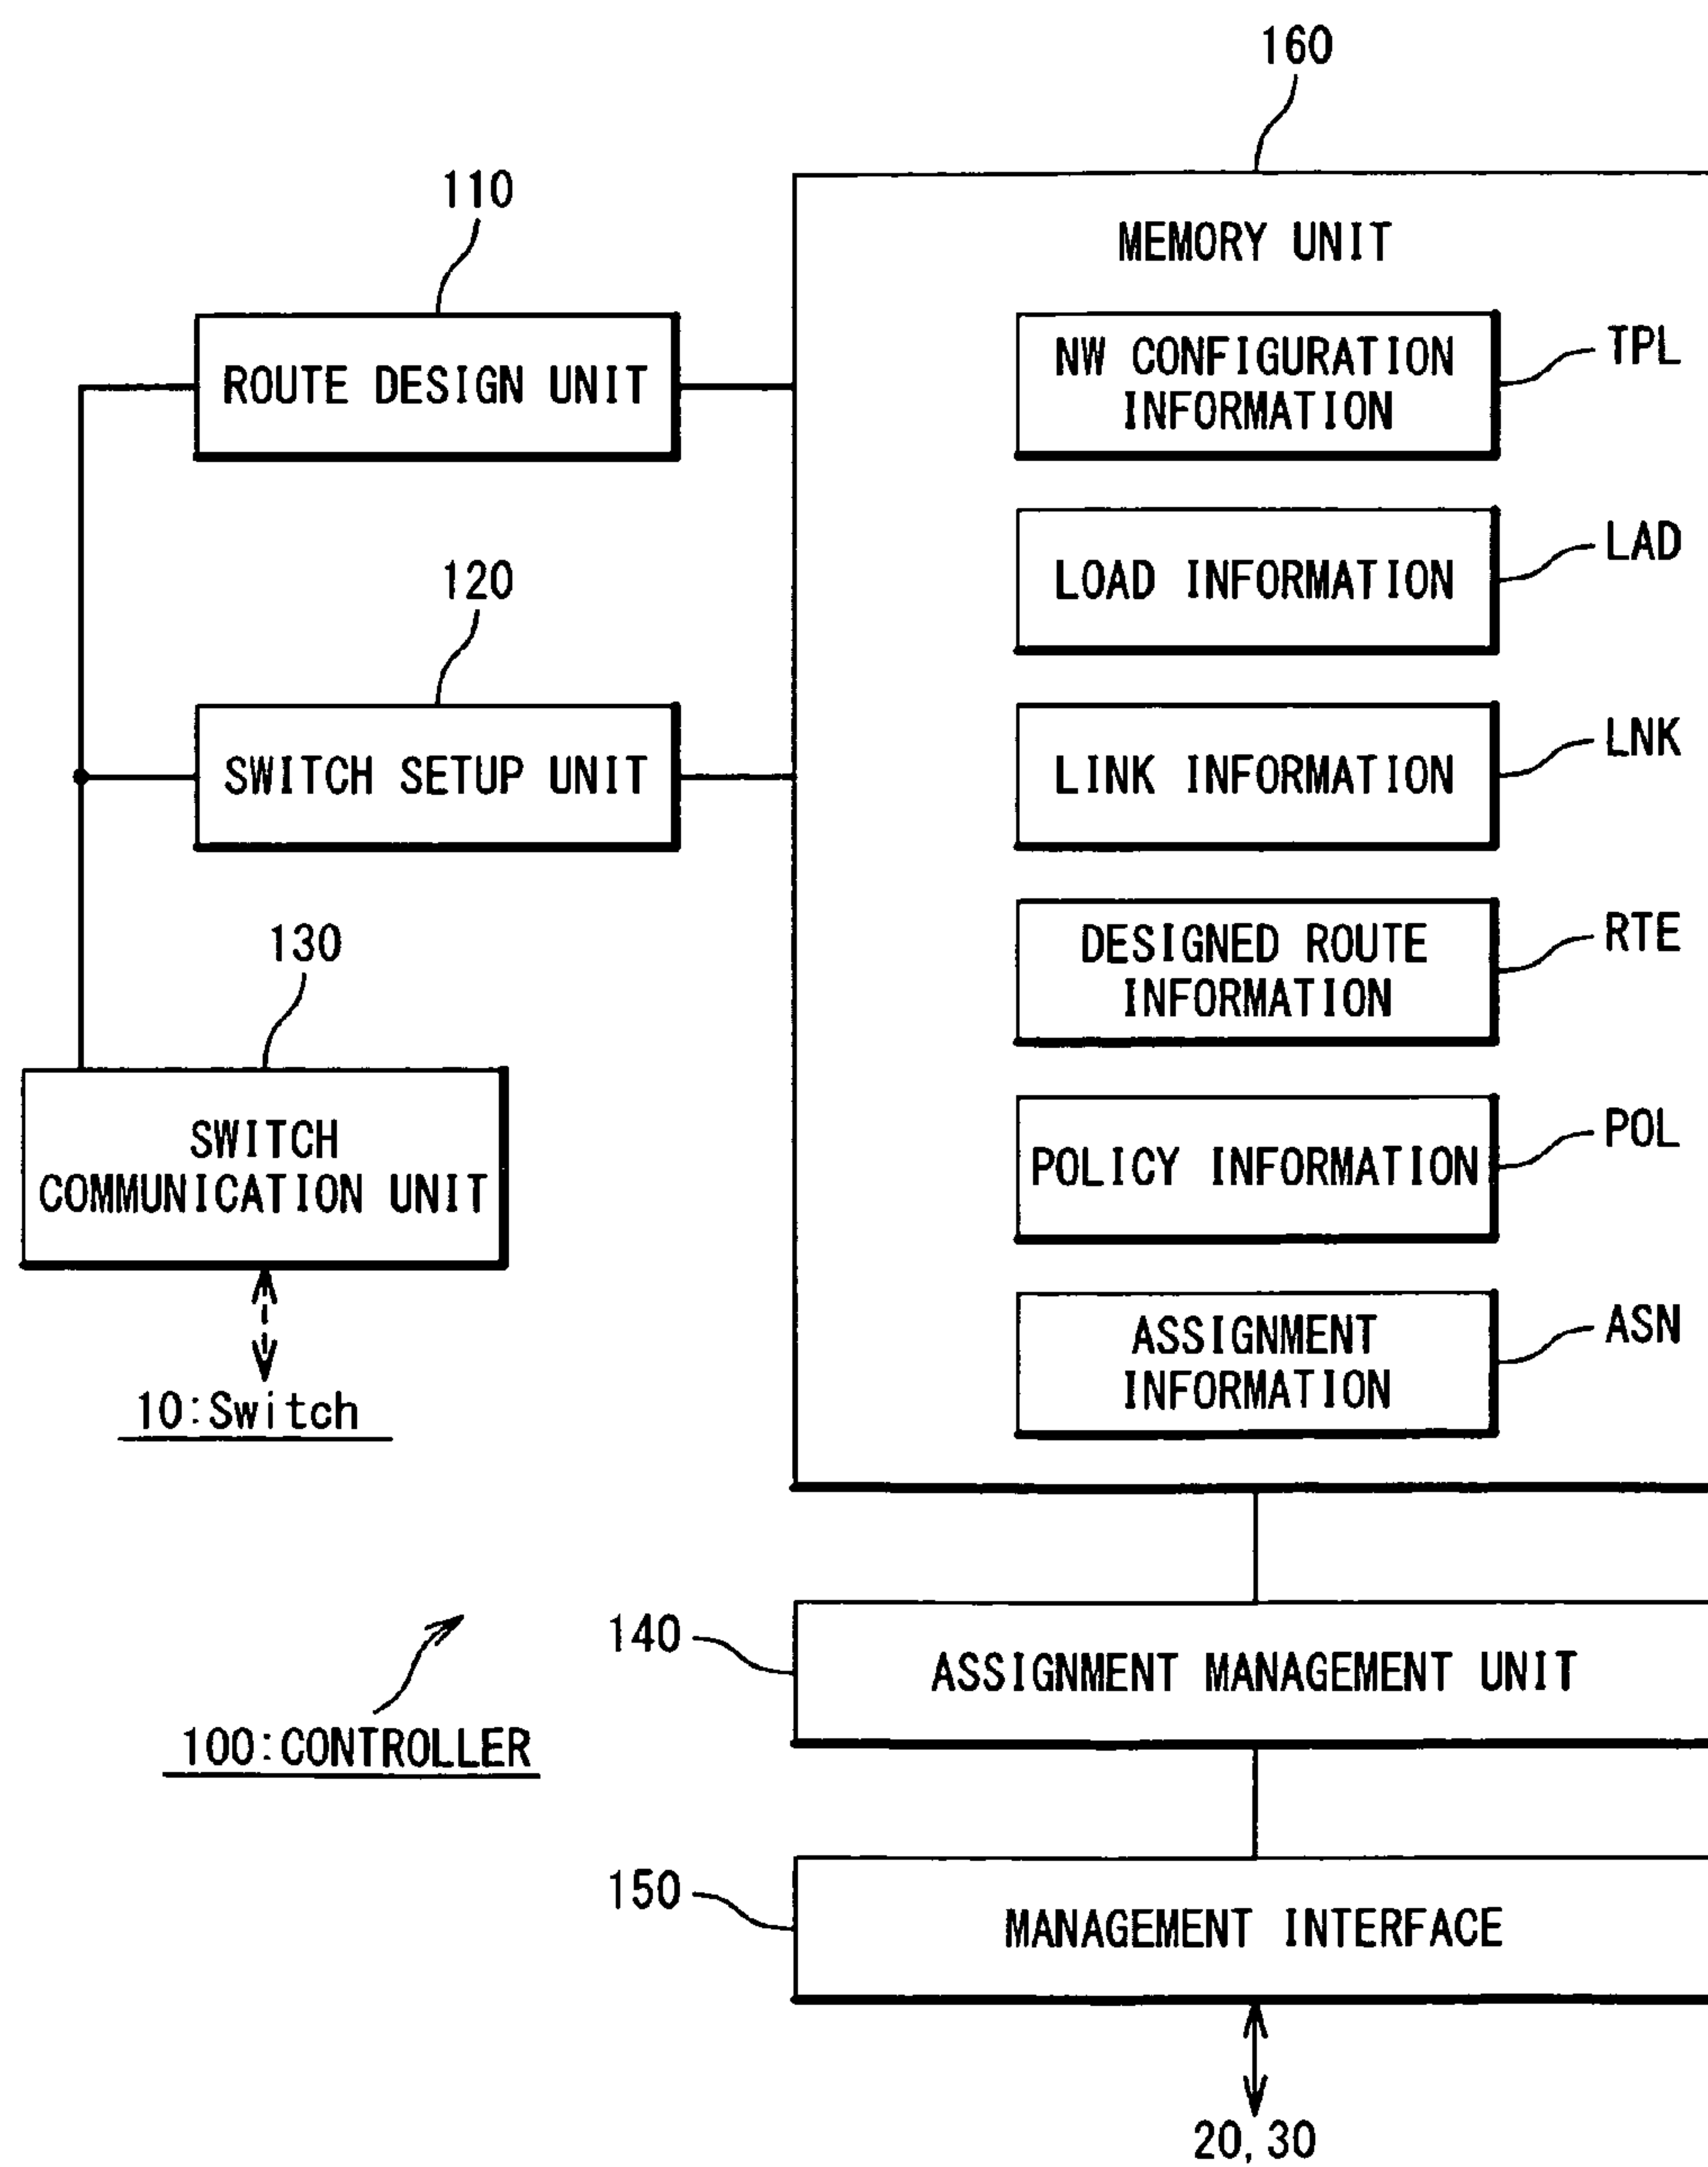 160
110
MEMORY UNIT
ROUTE DESIGN UNIT
NW CONFIGURATION
INFORMATION
TPL
LOAD INFORMATION
LAD
120
SWITCH SETUP UNIT
LINK INFORMATION
LNK
130
DESIGNED ROUTE
INFORMATION
RTE
SWITCH
COMMUNICATION UNIT
POLICY INFORMATION
POL
10:Switch
ASSIGNMENT
INFORMATION
ASN
140
ASSIGNMENT MANAGEMENT UNIT
100:CONTROLLER
150
MANAGEMENT INTERFACE
20,30